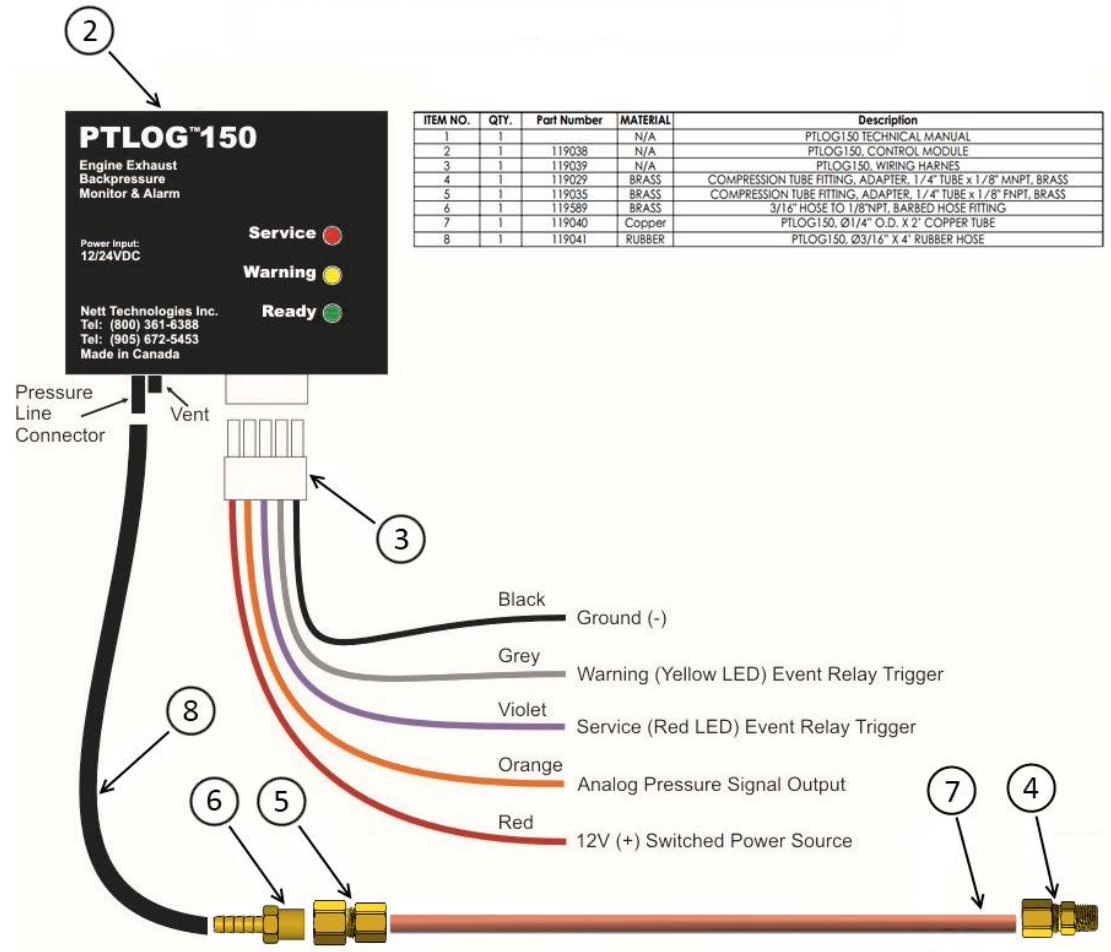 2
PTLOG™150
Engine Exhaust
Backpressure
Monitor & Alarm
Power Input:
12/24VDC
Service
Warning
Ready
Nett Technologies Inc.
Tel: (800) 361-6388
Tel: (905) 672-5453
Made in Canada
ITEM NO. QTY. Part Number MATERIAL Description
1 1 N/A PTLOG150 TECHNICAL MANUAL
2 1 119038 N/A PTLOG150, CONTROL MODULE
3 1 119039 N/A PTLOG150, WIRING HARNES
4 1 119029 BRASS COMPRESSION TUBE FITTING, ADAPTER, 1/4" TUBE x 1/8" MNPT, BRASS
5 1 119035 BRASS COMPRESSION TUBE FITTING, ADAPTER, 1/4" TUBE x 1/8" FNPT, BRASS
6 1 119589 BRASS 3/16" HOSE TO 1/8"NPT, BARBED HOSE FITTING
7 1 119040 Copper PTLOG150, Ø1/4" O.D. X 2' COPPER TUBE
8 1 119041 RUBBER PTLOG150, Ø3/16" X 4' RUBBER HOSE
Pressure
Line
Connector
Vent
3
Black
Ground (-)
Grey
Warning (Yellow LED) Event Relay Trigger
Violet
Service (Red LED) Event Relay Trigger
Orange
Analog Pressure Signal Output
Red
12V (+) Switched Power Source
8
6
5
7
4